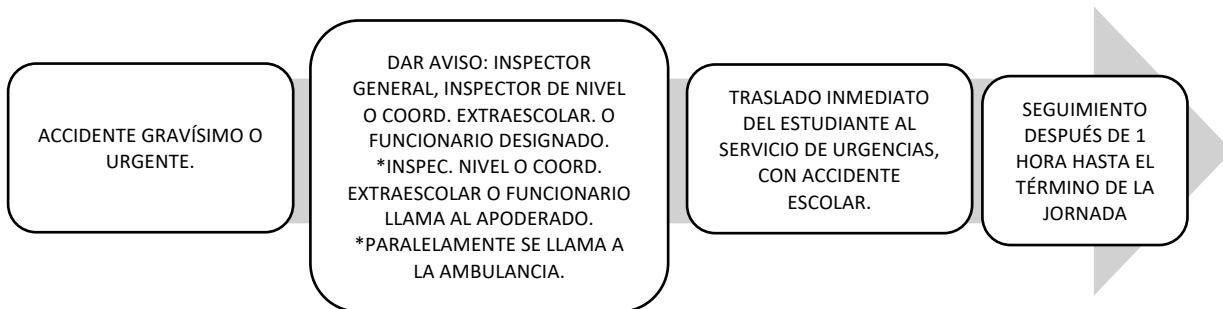 ACCIDENTE GRAVÍSIMO O
URGENTE.
DAR AVISO: INSPECTOR
GENERAL, INSPECTOR DE NIVEL
O COORD. EXTRAESCOLAR. O
FUNCIONARIO DESIGNADO.
*INSPEC. NIVEL O COORD.
EXTRAESCOLAR O FUNCIONARIO
LLAMA AL APODERADO.
*PARALELAMENTE SE LLAMA A
LA AMBULANCIA.
TRASLADO INMEDIATO
DEL ESTUDIANTE AL
SERVICIO DE URGENCIAS,
CON ACCIDENTE
ESCOLAR.
SEGUIMIENTO
DESPUÉS DE 1
HORA HASTA EL
TÉRMINO DE LA
JORNADA